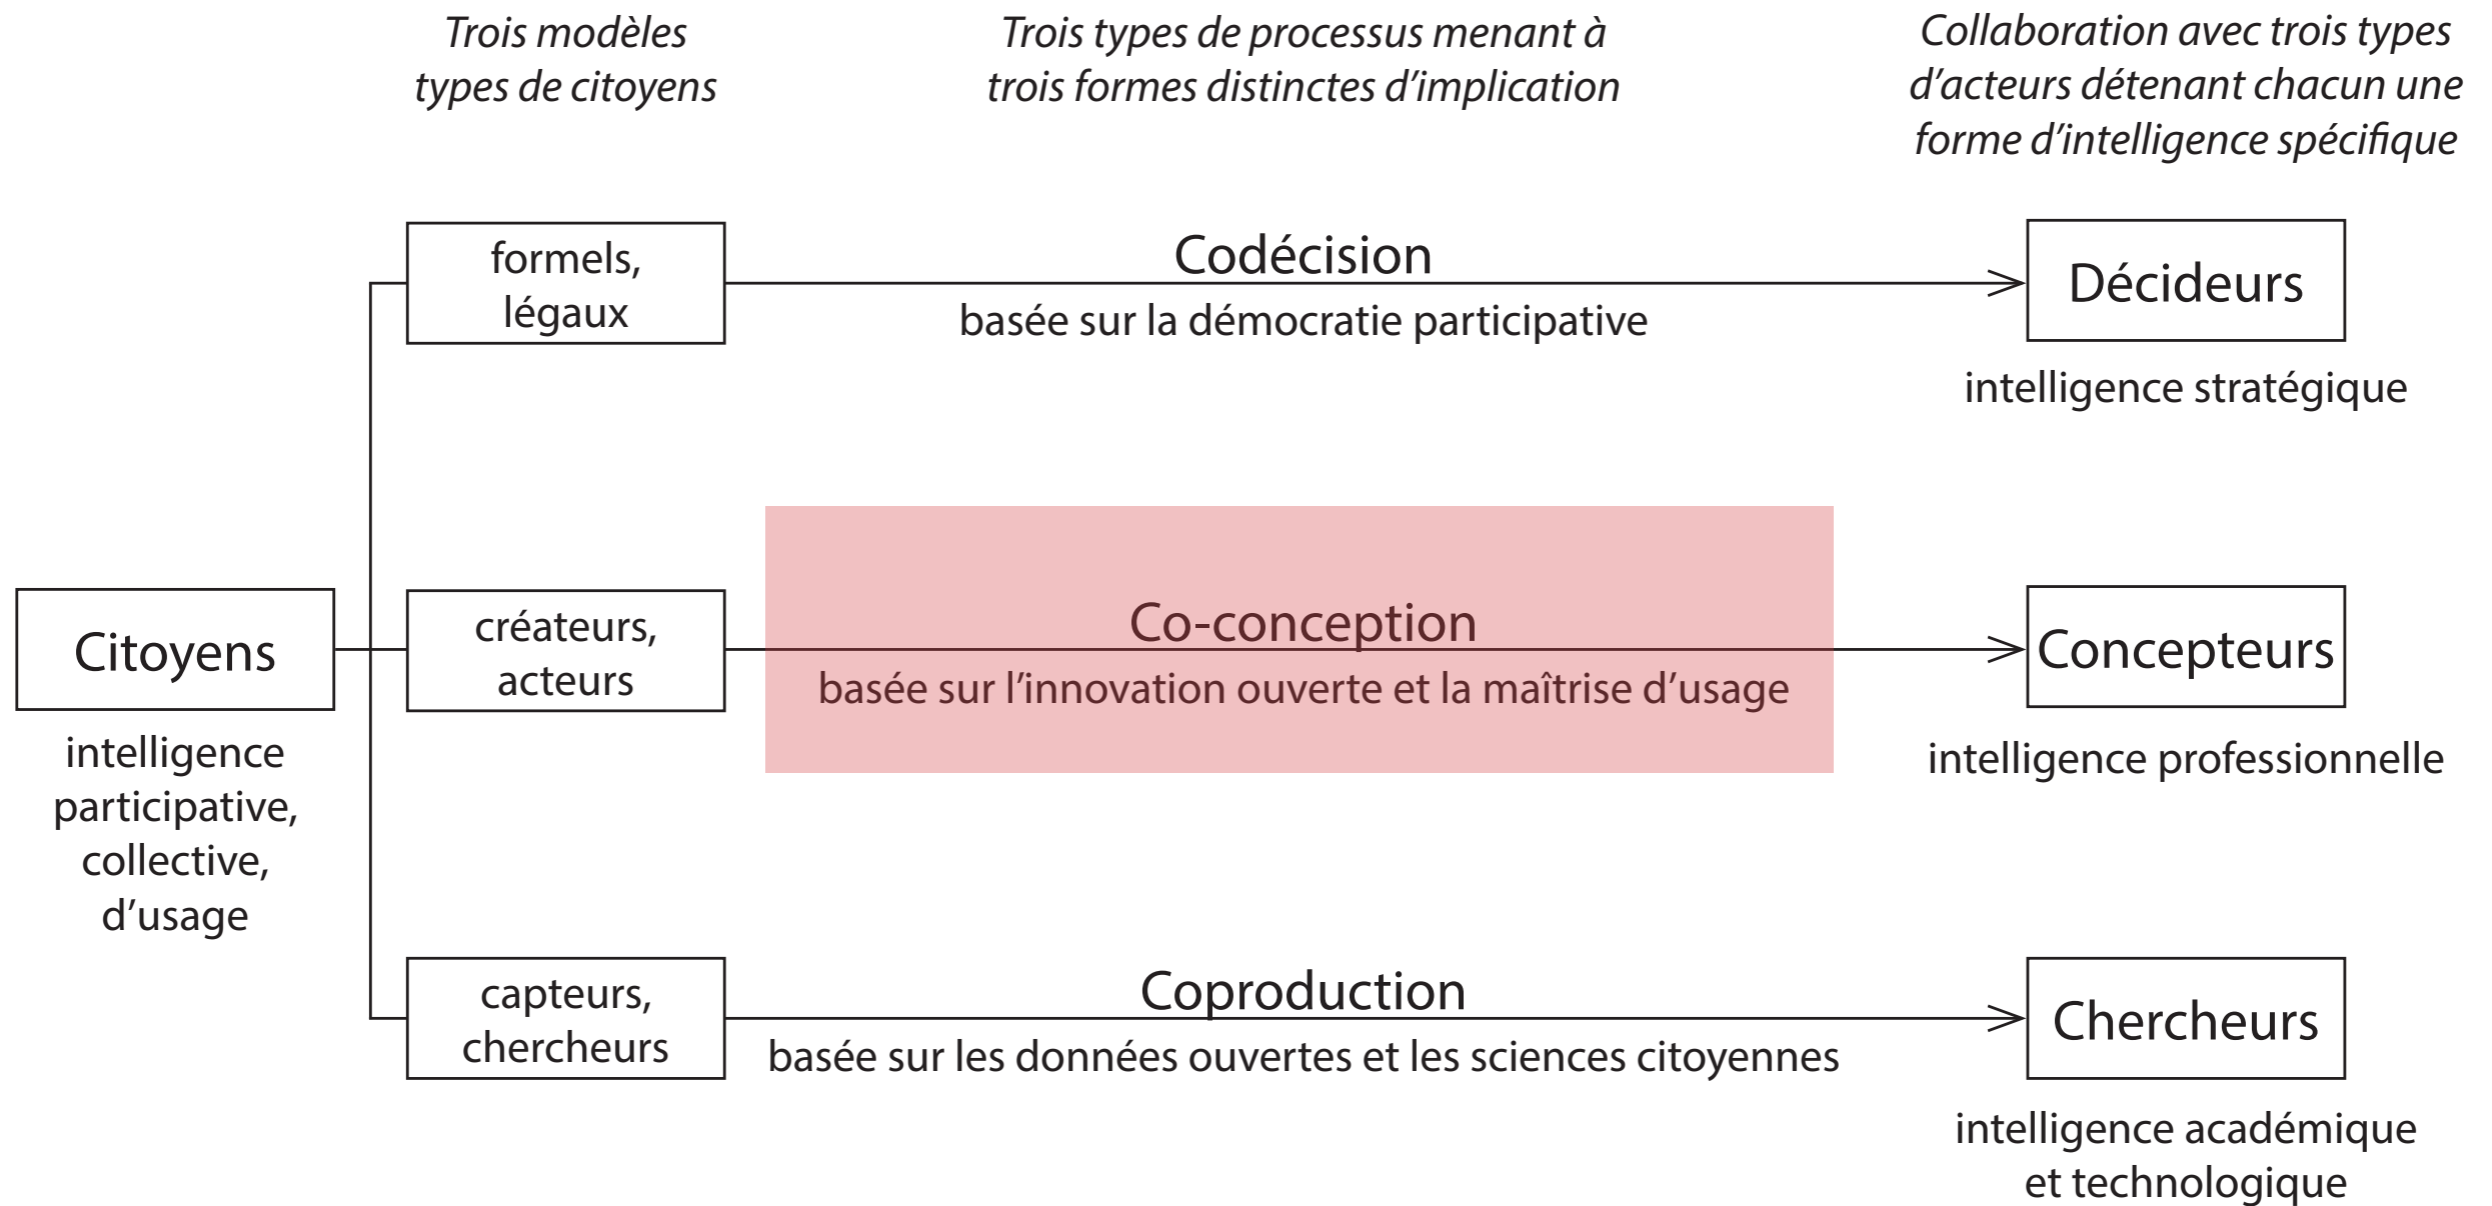 Trois modèles
types de citoyens
Trois types de processus menant à
trois formes distinctes d’implication
Collaboration avec trois types
d’acteurs détenant chacun une
forme d’intelligence spécifique
formels,
légaux
Codécision
basée sur la démocratie participative
Décideurs
intelligence stratégique
Citoyens
intelligence
participative,
collective,
d’usage
créateurs,
acteurs
Co-conception
basée sur l’innovation ouverte et la maîtrise d’usage
Concepteurs
intelligence professionnelle
capteurs,
chercheurs
Coproduction
basée sur les données ouvertes et les sciences citoyennes
Chercheurs
intelligence académique
et technologique